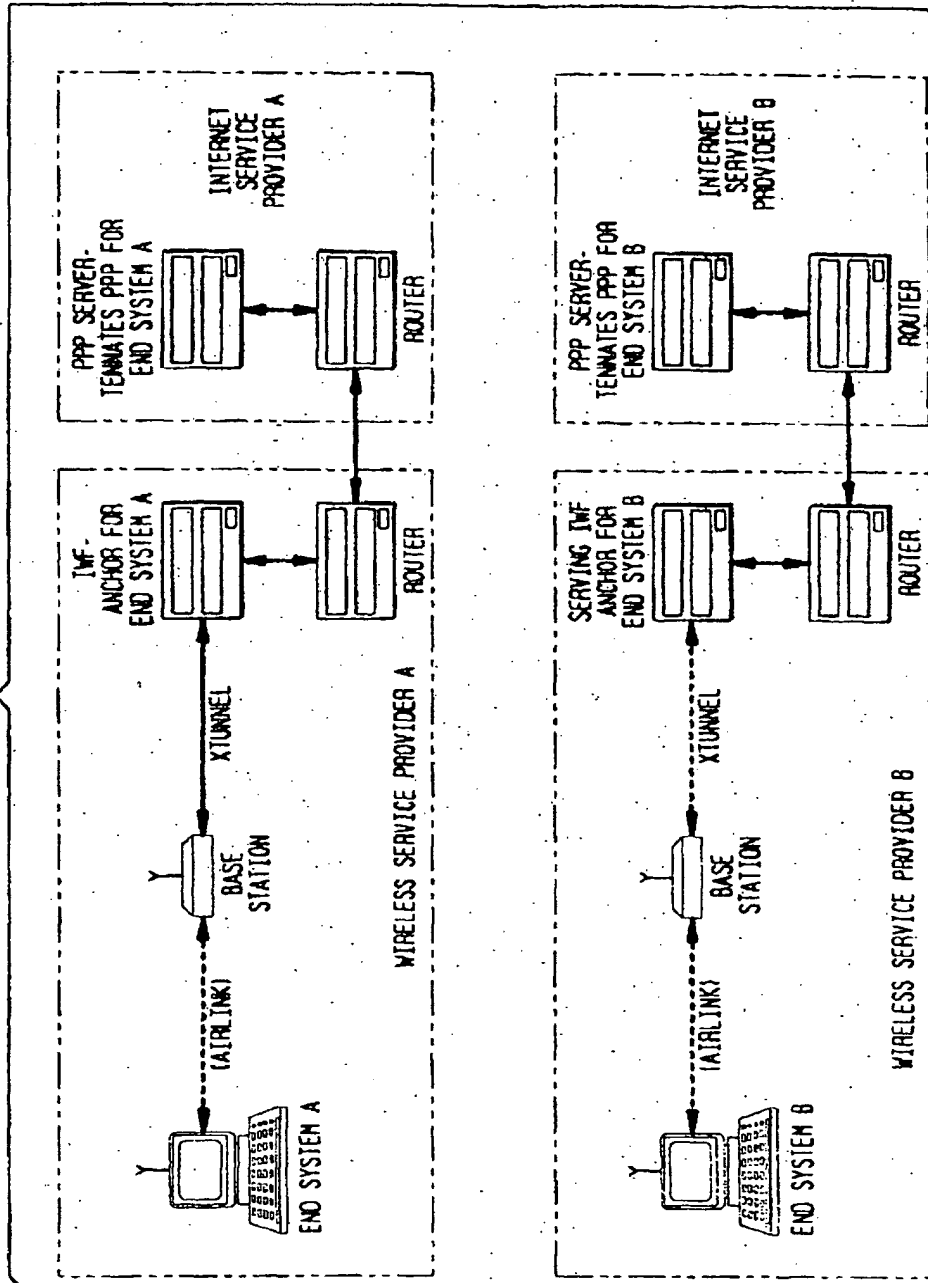 PPP SERVER-
TENNATES PPP FOR
END SYSTEM A
INTERNET
SERVICE
PROVIDER A
ROUTER
IWF-
ANCHOR FOR
END SYSTEM A
ROUTER
XTUNNEL
BASE
STATION
WIRELESS SERVICE PROVIDER A
(AIRLINK)
END SYSTEM A
PPP SERVER-
TENNATES PPP FOR
END SYSTEM B
INTERNET
SERVICE
PROVIDER B
ROUTER
SERVING IWF
ANCHOR FOR
END SYSTEM B
ROUTER
XTUNNEL
BASE
STATION
WIRELESS SERVICE PROVIDER B
(AIRLINK)
END SYSTEM B